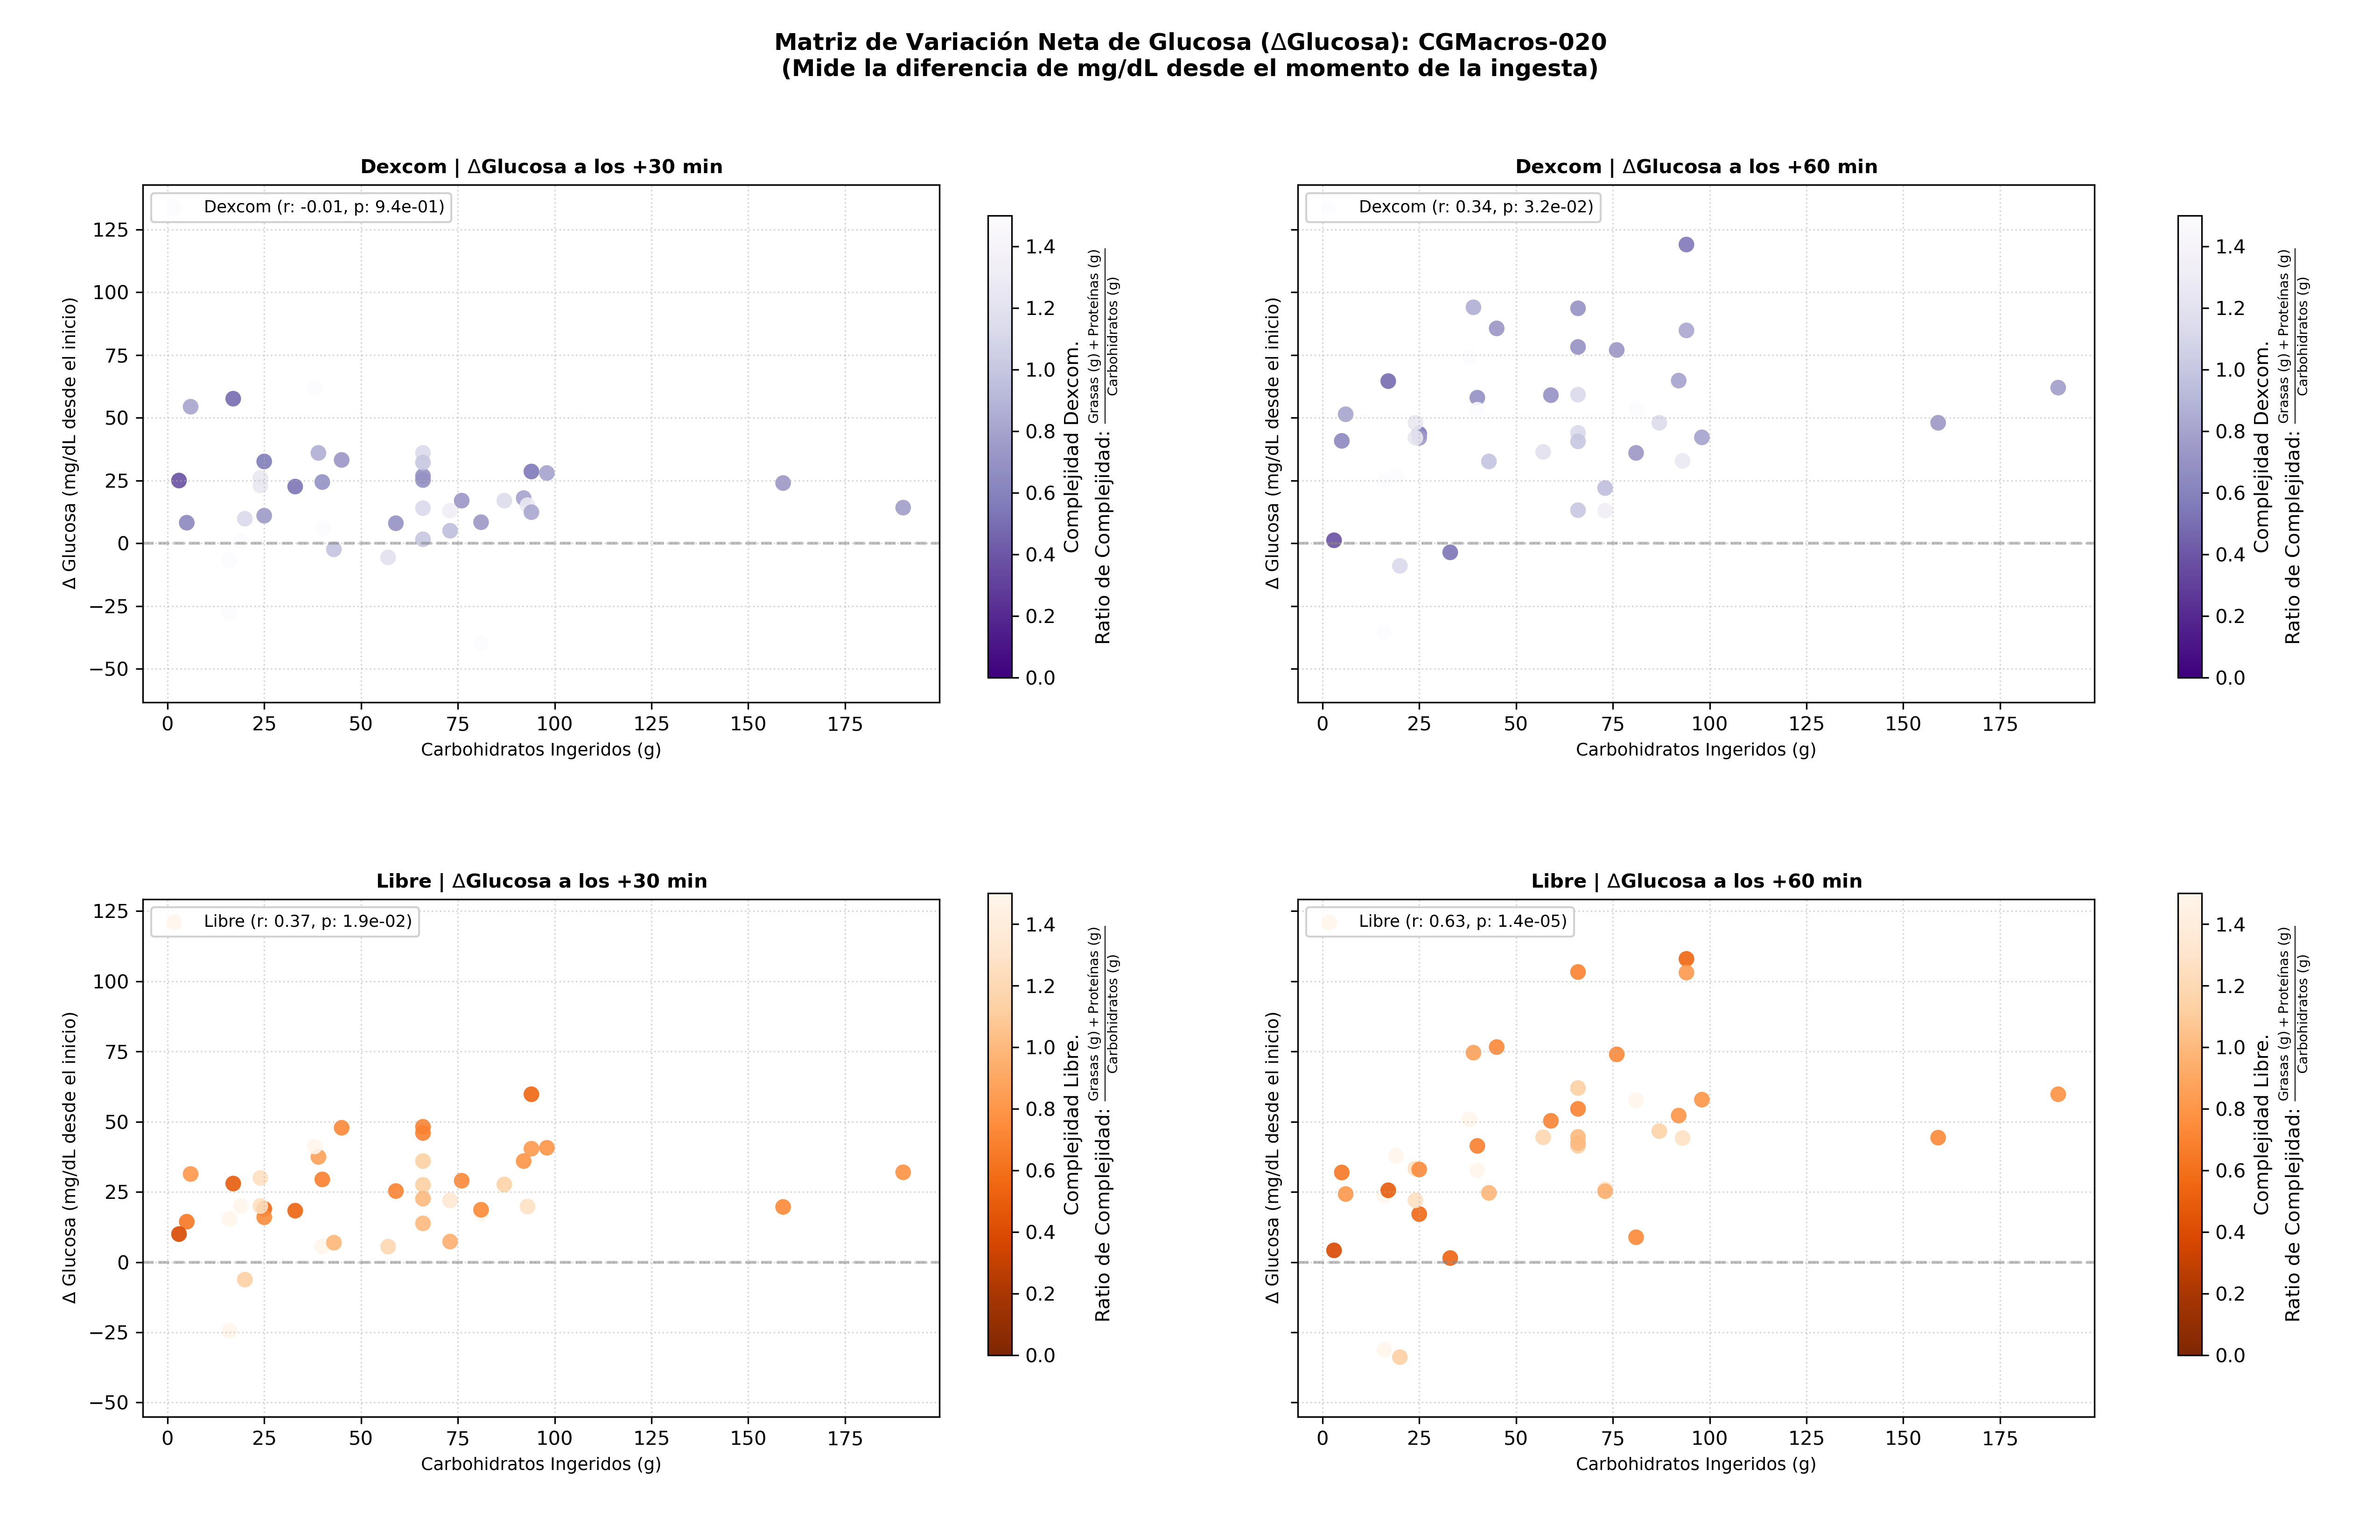 Matriz de Variación Neta de Glucosa (ΔGlucosa): CGMacros-020
(Mide la diferencia de mg/dL desde el momento de la ingesta)
Dexcom | ΔGlucosa a los +30 min
Dexcom (r: -0.01, p: 9.4e-01)
Δ Glucosa (mg/dL desde el inicio)
125
100
75
50
25
0
−25
−50
0 25 50 75 100 125 150 175
Carbohidratos Ingeridos (g)
1.4
1.2
1.0
0.8
0.6
0.4
0.2
0.0
Complejidad Dexcom.
Ratio de Complejidad: Grasas (g) + Proteínas (g)
Carbohidratos (g)
Dexcom | ΔGlucosa a los +60 min
Dexcom (r: 0.34, p: 3.2e-02)
Δ Glucosa (mg/dL desde el inicio)
0 25 50 75 100 125 150 175
Carbohidratos Ingeridos (g)
1.4
1.2
1.0
0.8
0.6
0.4
0.2
0.0
Complejidad Dexcom.
Ratio de Complejidad: Grasas (g) + Proteínas (g)
Carbohidratos (g)
Libre | ΔGlucosa a los +30 min
Libre (r: 0.37, p: 1.9e-02)
Δ Glucosa (mg/dL desde el inicio)
125
100
75
50
25
0
−25
−50
0 25 50 75 100 125 150 175
Carbohidratos Ingeridos (g)
1.4
1.2
1.0
0.8
0.6
0.4
0.2
0.0
Complejidad Libre.
Ratio de Complejidad: Grasas (g) + Proteínas (g)
Carbohidratos (g)
Libre | ΔGlucosa a los +60 min
Libre (r: 0.63, p: 1.4e-05)
Δ Glucosa (mg/dL desde el inicio)
0 25 50 75 100 125 150 175
Carbohidratos Ingeridos (g)
1.4
1.2
1.0
0.8
0.6
0.4
0.2
0.0
Complejidad Libre.
Ratio de Complejidad: Grasas (g) + Proteínas (g)
Carbohidratos (g)